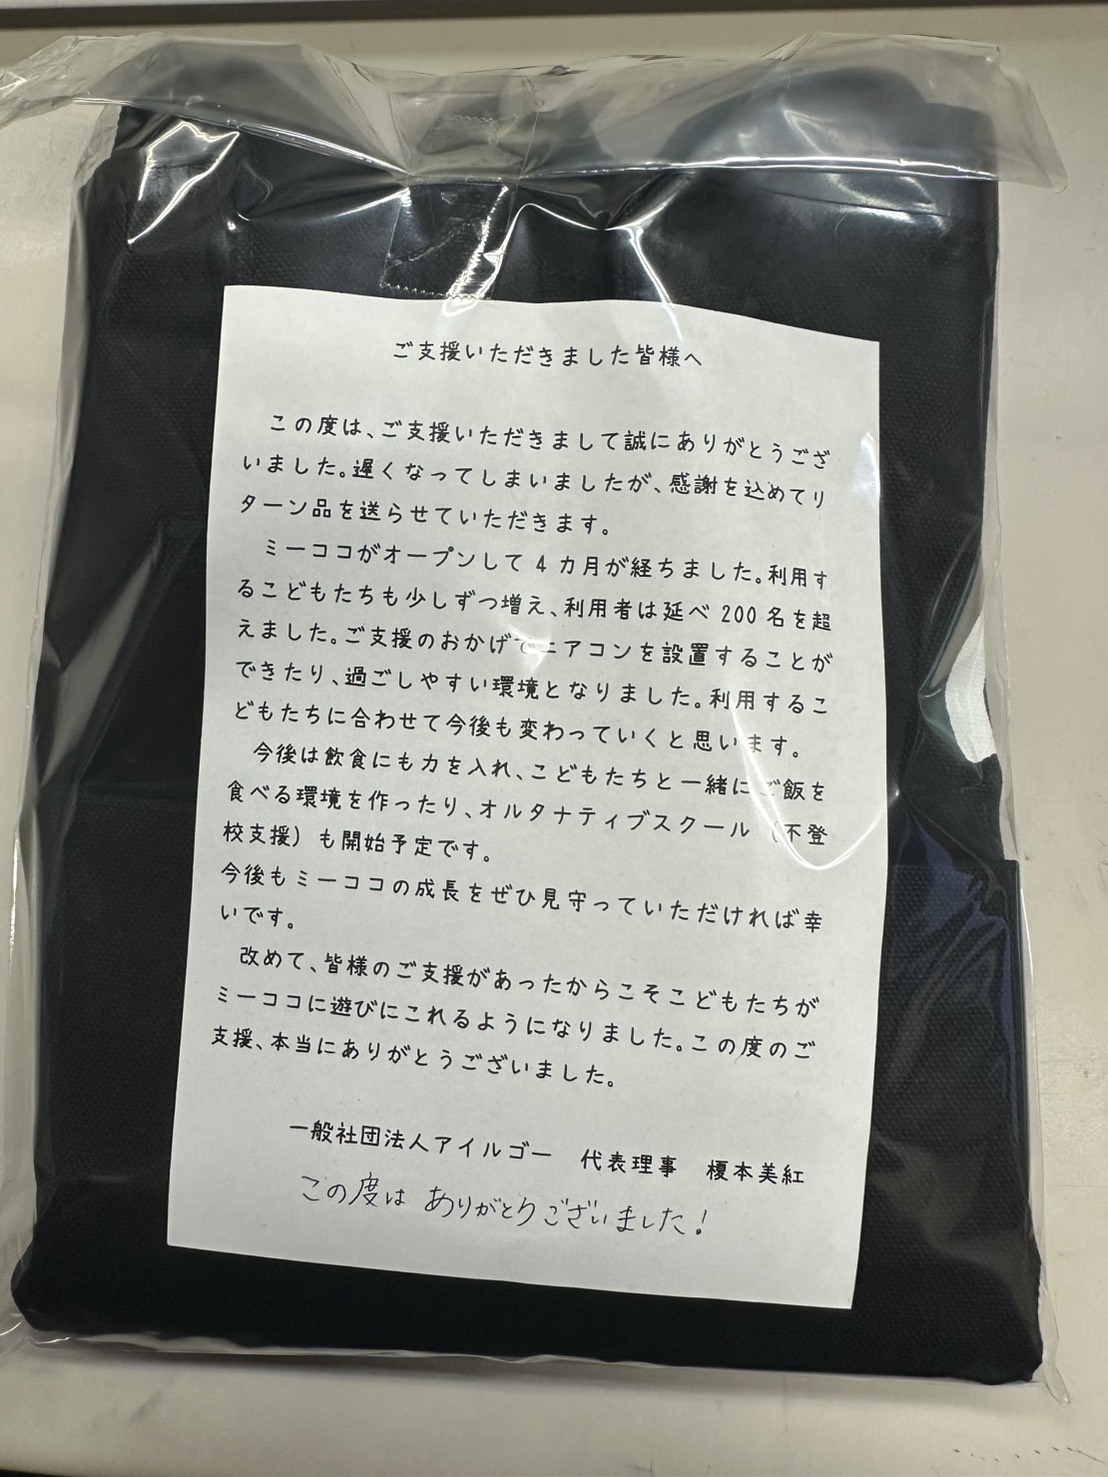 ご支援いただきました皆様へ
この度は、ご支援いただきまして誠にありがとうござ
いました。遅くなってしまいましたが、感謝を込めてリ
ターン品を送らせていただきます。
ミーココがオープンして 4 カ月が経ちました。利用す
るこどもたちも少しずつ増え、利用者は延べ 200 名を超
えました。ご支援のおかげでエアコンを設置することが
できたり、過ごしやすい環境となりました。利用するこ
どもたちに合わせて今後も変わっていくと思います。
今後は飲食にも力を入れ、こどもたちと一緒にご飯を
食べる環境を作ったり、オルタナティブスクール（不登
校支援）も開始予定です。
今後もミーココの成長をぜひ見守っていただければ幸
いです。
改めて、皆様のご支援があったからこそこどもたちが
ミーココに遊びにこれるようになりました。この度のご
支援、本当にありがとうございました。
一般社団法人アイルゴー　代表理事　榎本美紅
この度は ありがとうございました！